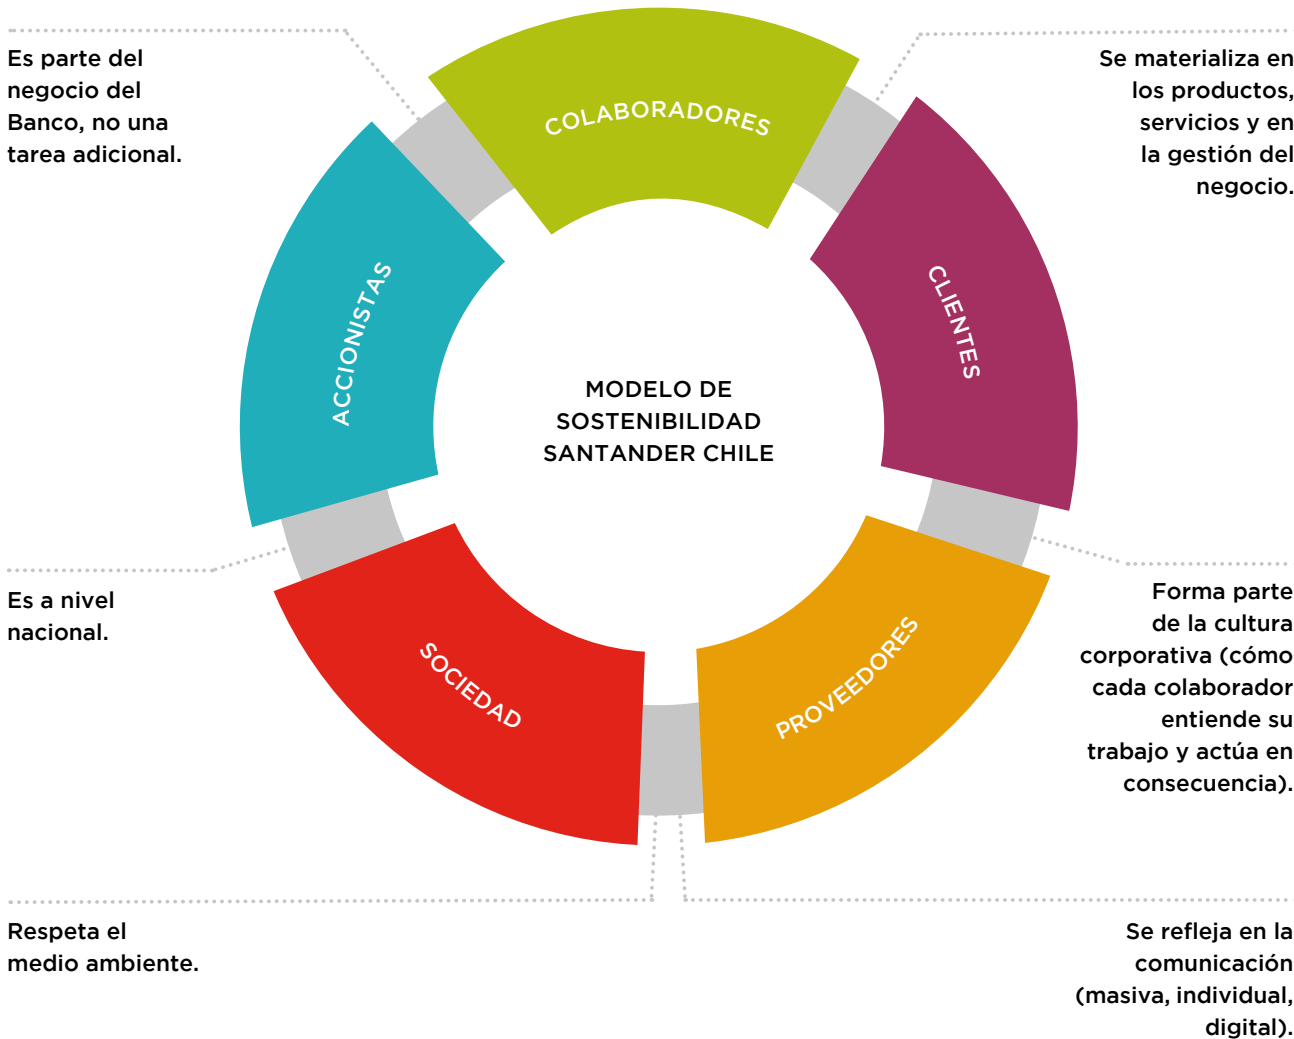 Es parte del
negocio del
Banco, no una
tarea adicional.
Se materializa en
los productos,
servicios y en
la gestión del
negocio.
COLABORADORES
ACCIONISTAS
CLIENTES
MODELO DE
SOSTENIBILIDAD
SANTANDER CHILE
Es a nivel
nacional.
SOCIEDAD
PROVEEDORES
Forma parte
de la cultura
corporativa (cómo
cada colaborador
entiende su
trabajo y actúa en
consecuencia).
Respeta el
medio ambiente.
Se refleja en la
comunicación
(masiva, individual,
digital).